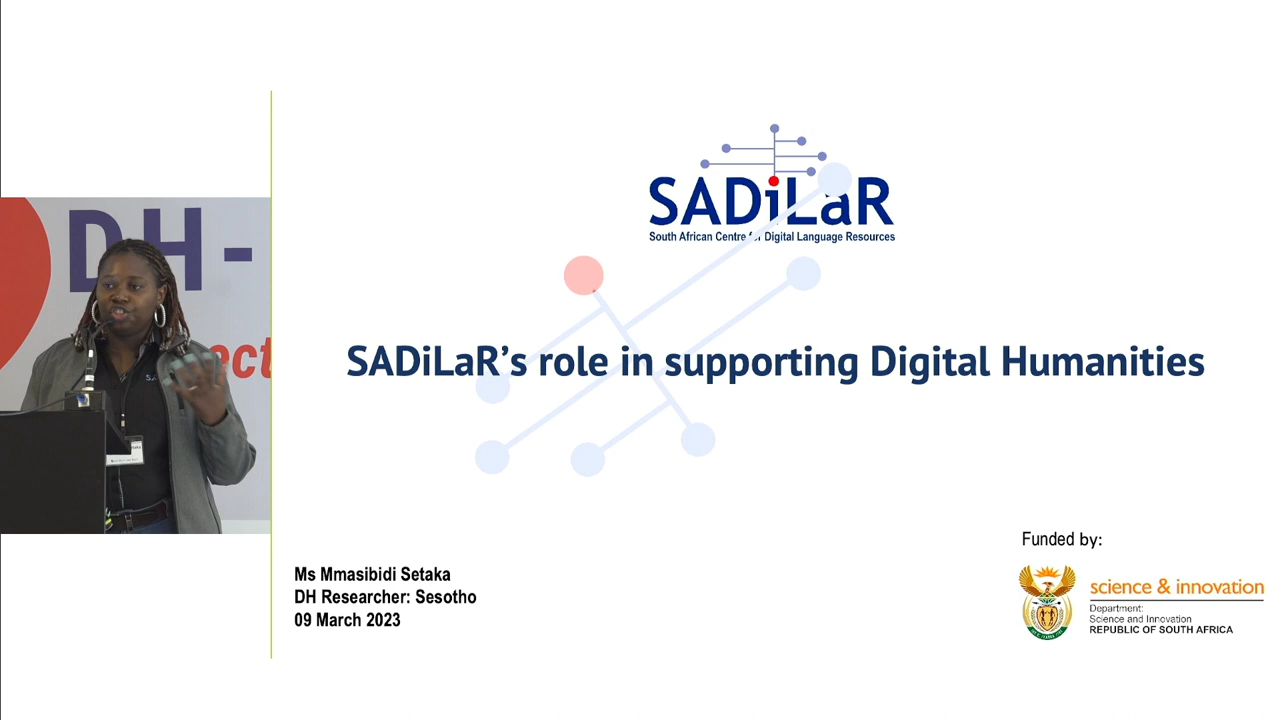 DH-
ect
SADiLaR
South African Centre for Digital Language Resources
SADiLaR's role in supporting Digital Humanities
Ms Mmasibidi Setaka
DH Researcher: Sesotho
09 March 2023
Funded by:
science & innovation
Department:
Science and Innovation
REPUBLIC OF SOUTH AFRICA